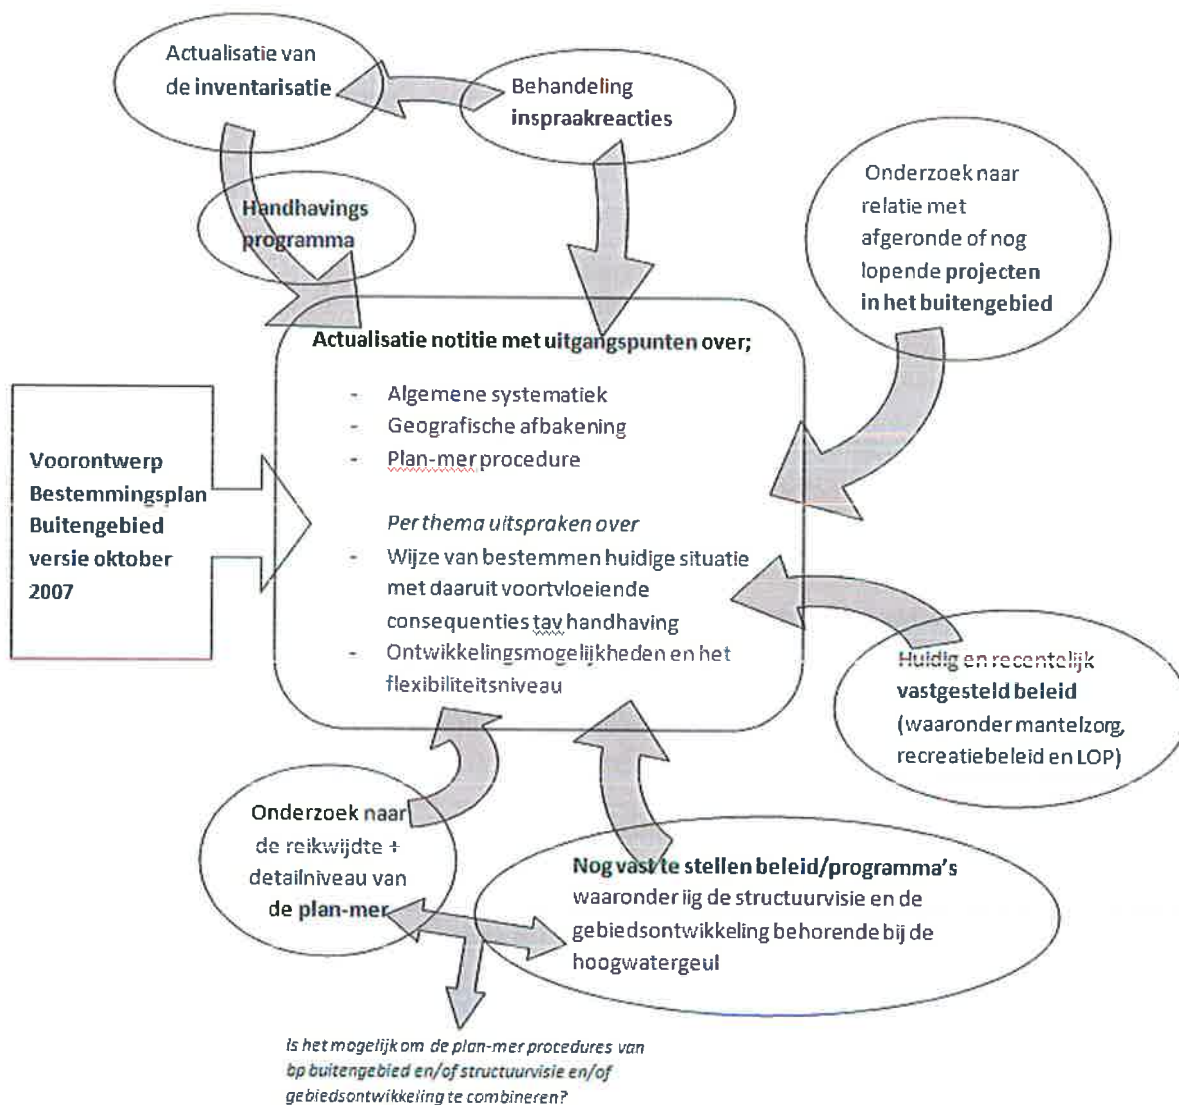 Actualisatie van
de inventarisatie
Behandeling
inspraakreacties
Handhavings
programma
Onderzoek naar
relatie met
afgeronde of nog
lopende projecten
in het buitengebied
Voorontwerp
Bestemmingsplan
Buitengebied
versie oktober
2007
Actualisatie notitie met uitgangspunten over;
- Algemene systematiek
- Geografische afbakening
- Plan-mer procedure
Per thema uitspraken over
- Wijze van bestemmen huidige situatie
met daaruit voortvloeiende
consequenties tav handhaving
- Ontwikkelingsmogelijkheden en het
flexibiliteitsniveau
Huidig en recentelijk
vastgesteld beleid
(waaronder mantelzorg,
recreatiebeleid en LOP)
Onderzoek naar
de reikwijdte +
detailniveau van
de plan-mer
Nog vast te stellen beleid/programma's
waaronder iig de structuurvisie en de
gebiedsontwikkeling behorende bij de
hoogwatergeul
Is het mogelijk om de plan-mer procedures van
bp buitengebied en/of structuurvisie en/of
gebiedsontwikkeling te combineren?